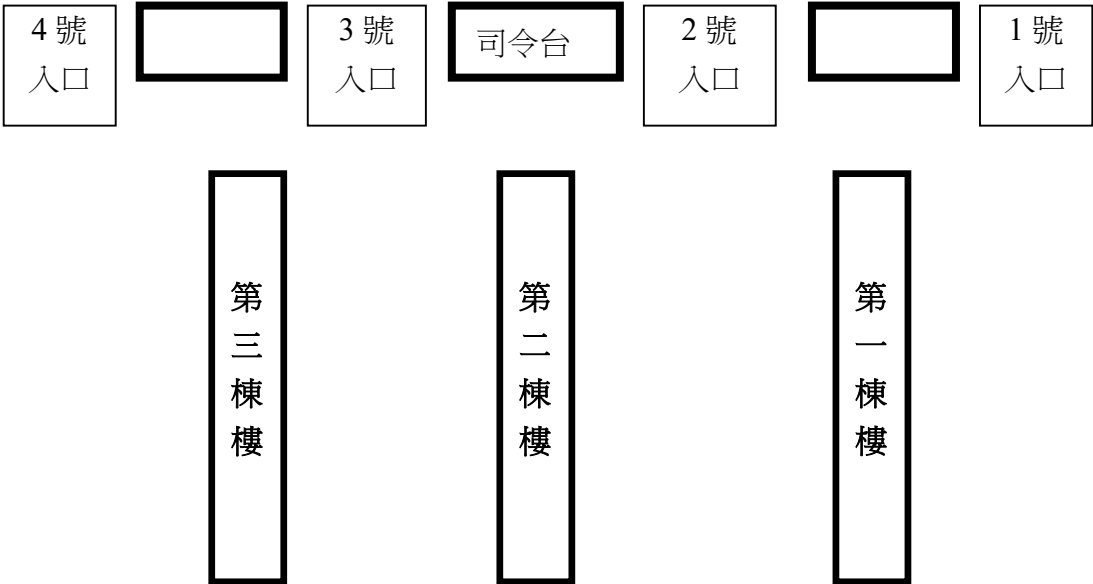 4 號
入口
3 號
入口
司令台
2 號
入口
1 號
入口
第三棟樓
第二棟樓
第一棟樓